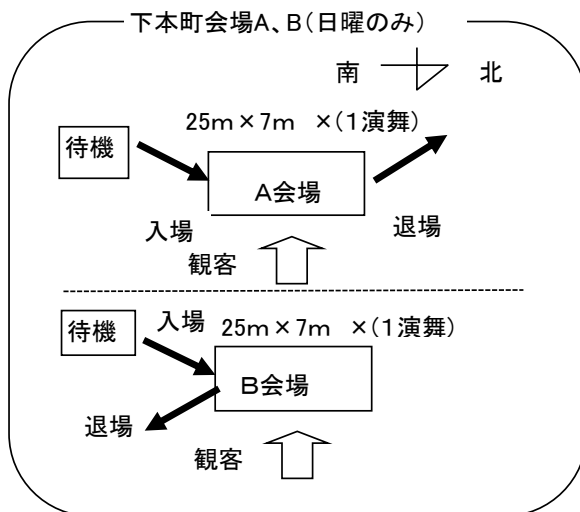 下本町会場A、B(日曜のみ)
南 北
25m×7m ×(1演舞)
待機
A会場
入場
退場
観客
入場
25m×7m ×(1演舞)
待機
B会場
退場
観客